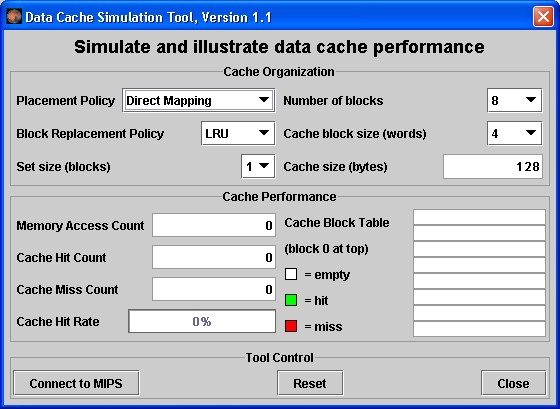 Data Cache Simulation Tool, Version 1.1
Simulate and illustrate data cache performance
Cache Organization
Placement Policy Direct Mapping Number of blocks 8
Block Replacement Policy LRU Cache block size (words) 4
Set size (blocks) 1 Cache size (bytes) 128
Cache Performance
Memory Access Count 0 Cache Block Table
(block 0 at top)
Cache Hit Count 0
= empty
Cache Miss Count 0
= hit
Cache Hit Rate 0%
= miss
Tool Control
Connect to MIPS Reset Close